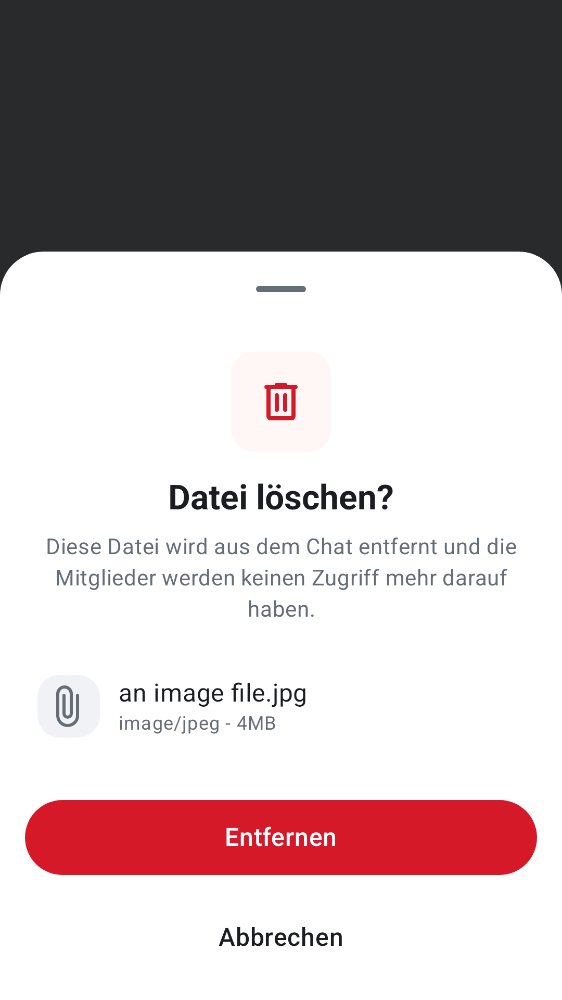 Datei löschen?
Diese Datei wird aus dem Chat entfernt und die
Mitglieder werden keinen Zugriff mehr darauf
haben.
an image file.jpg
image/jpeg - 4MB
Entfernen
Abbrechen